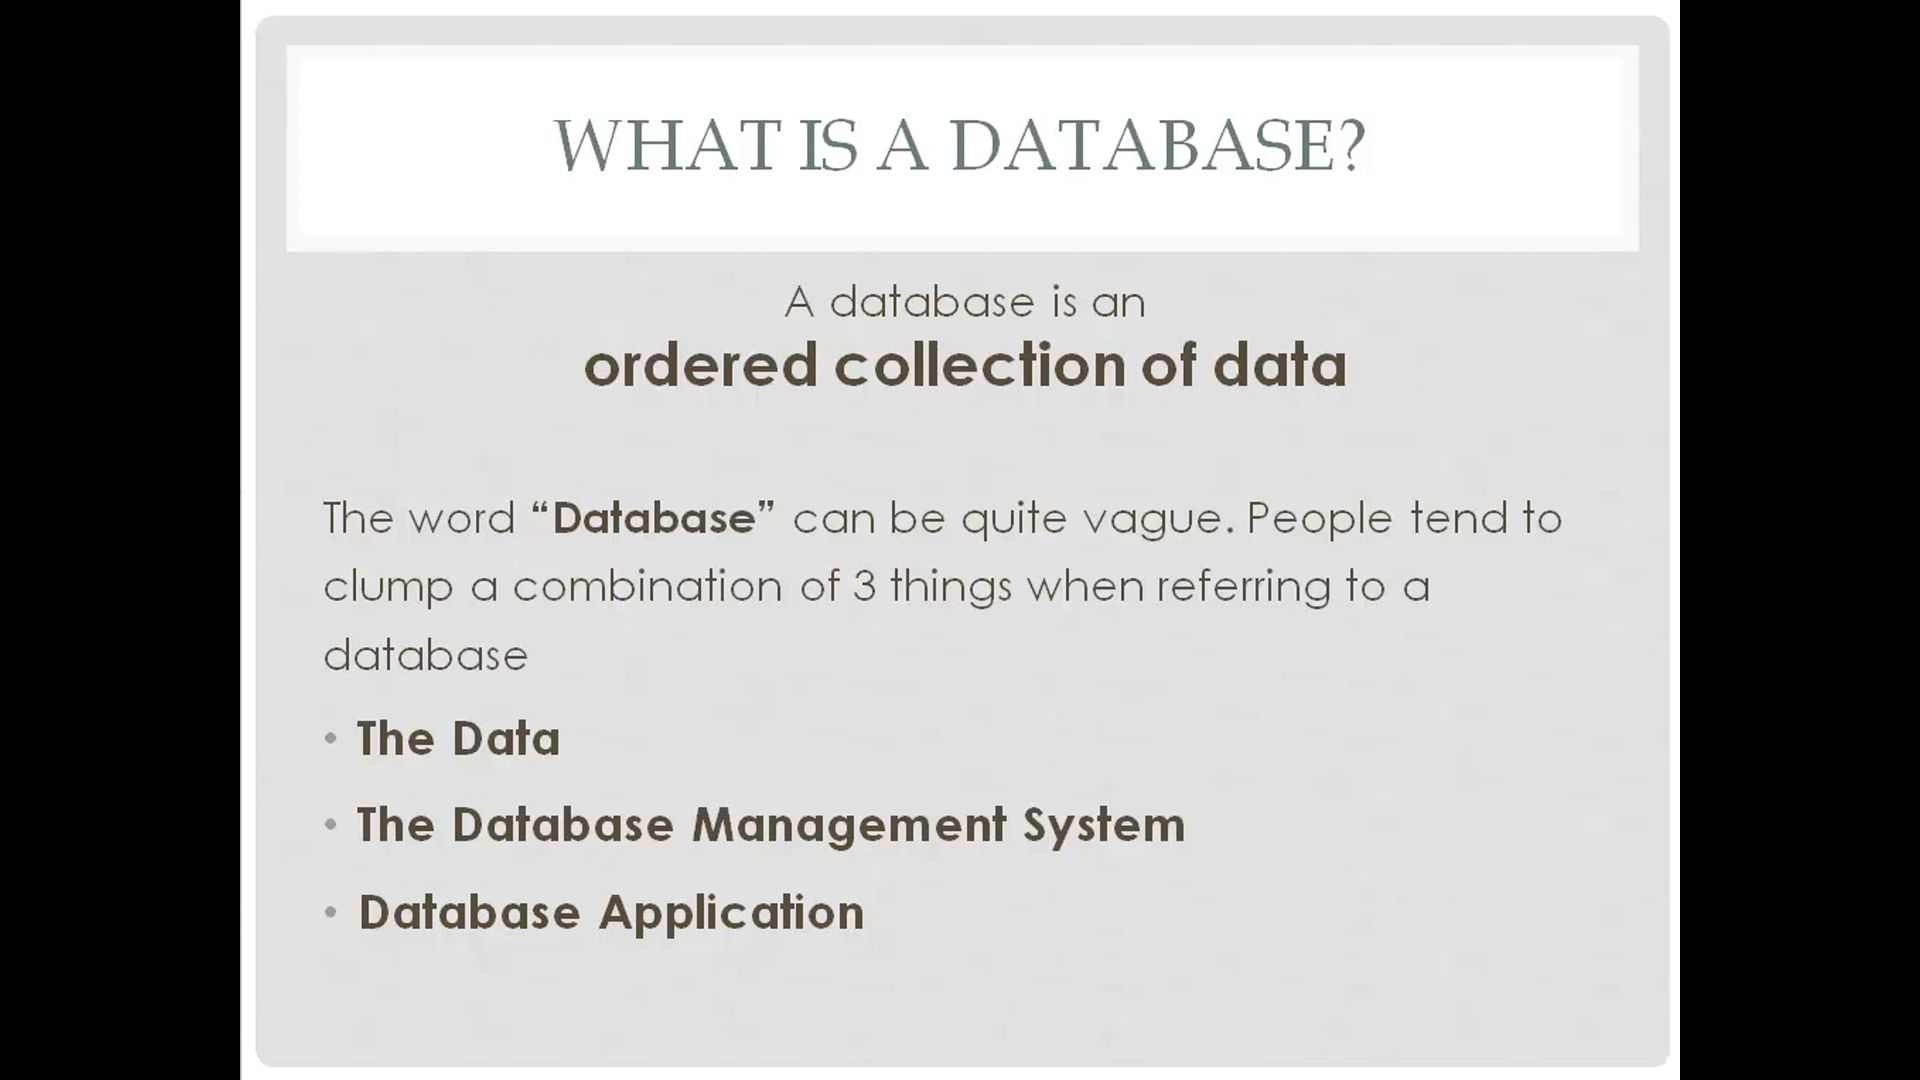 WHAT IS A DATABASE?
A database is an
ordered collection of data
The word “Database” can be quite vague. People tend to
clump a combination of 3 things when referring to a
database
• The Data
• The Database Management System
• Database Application